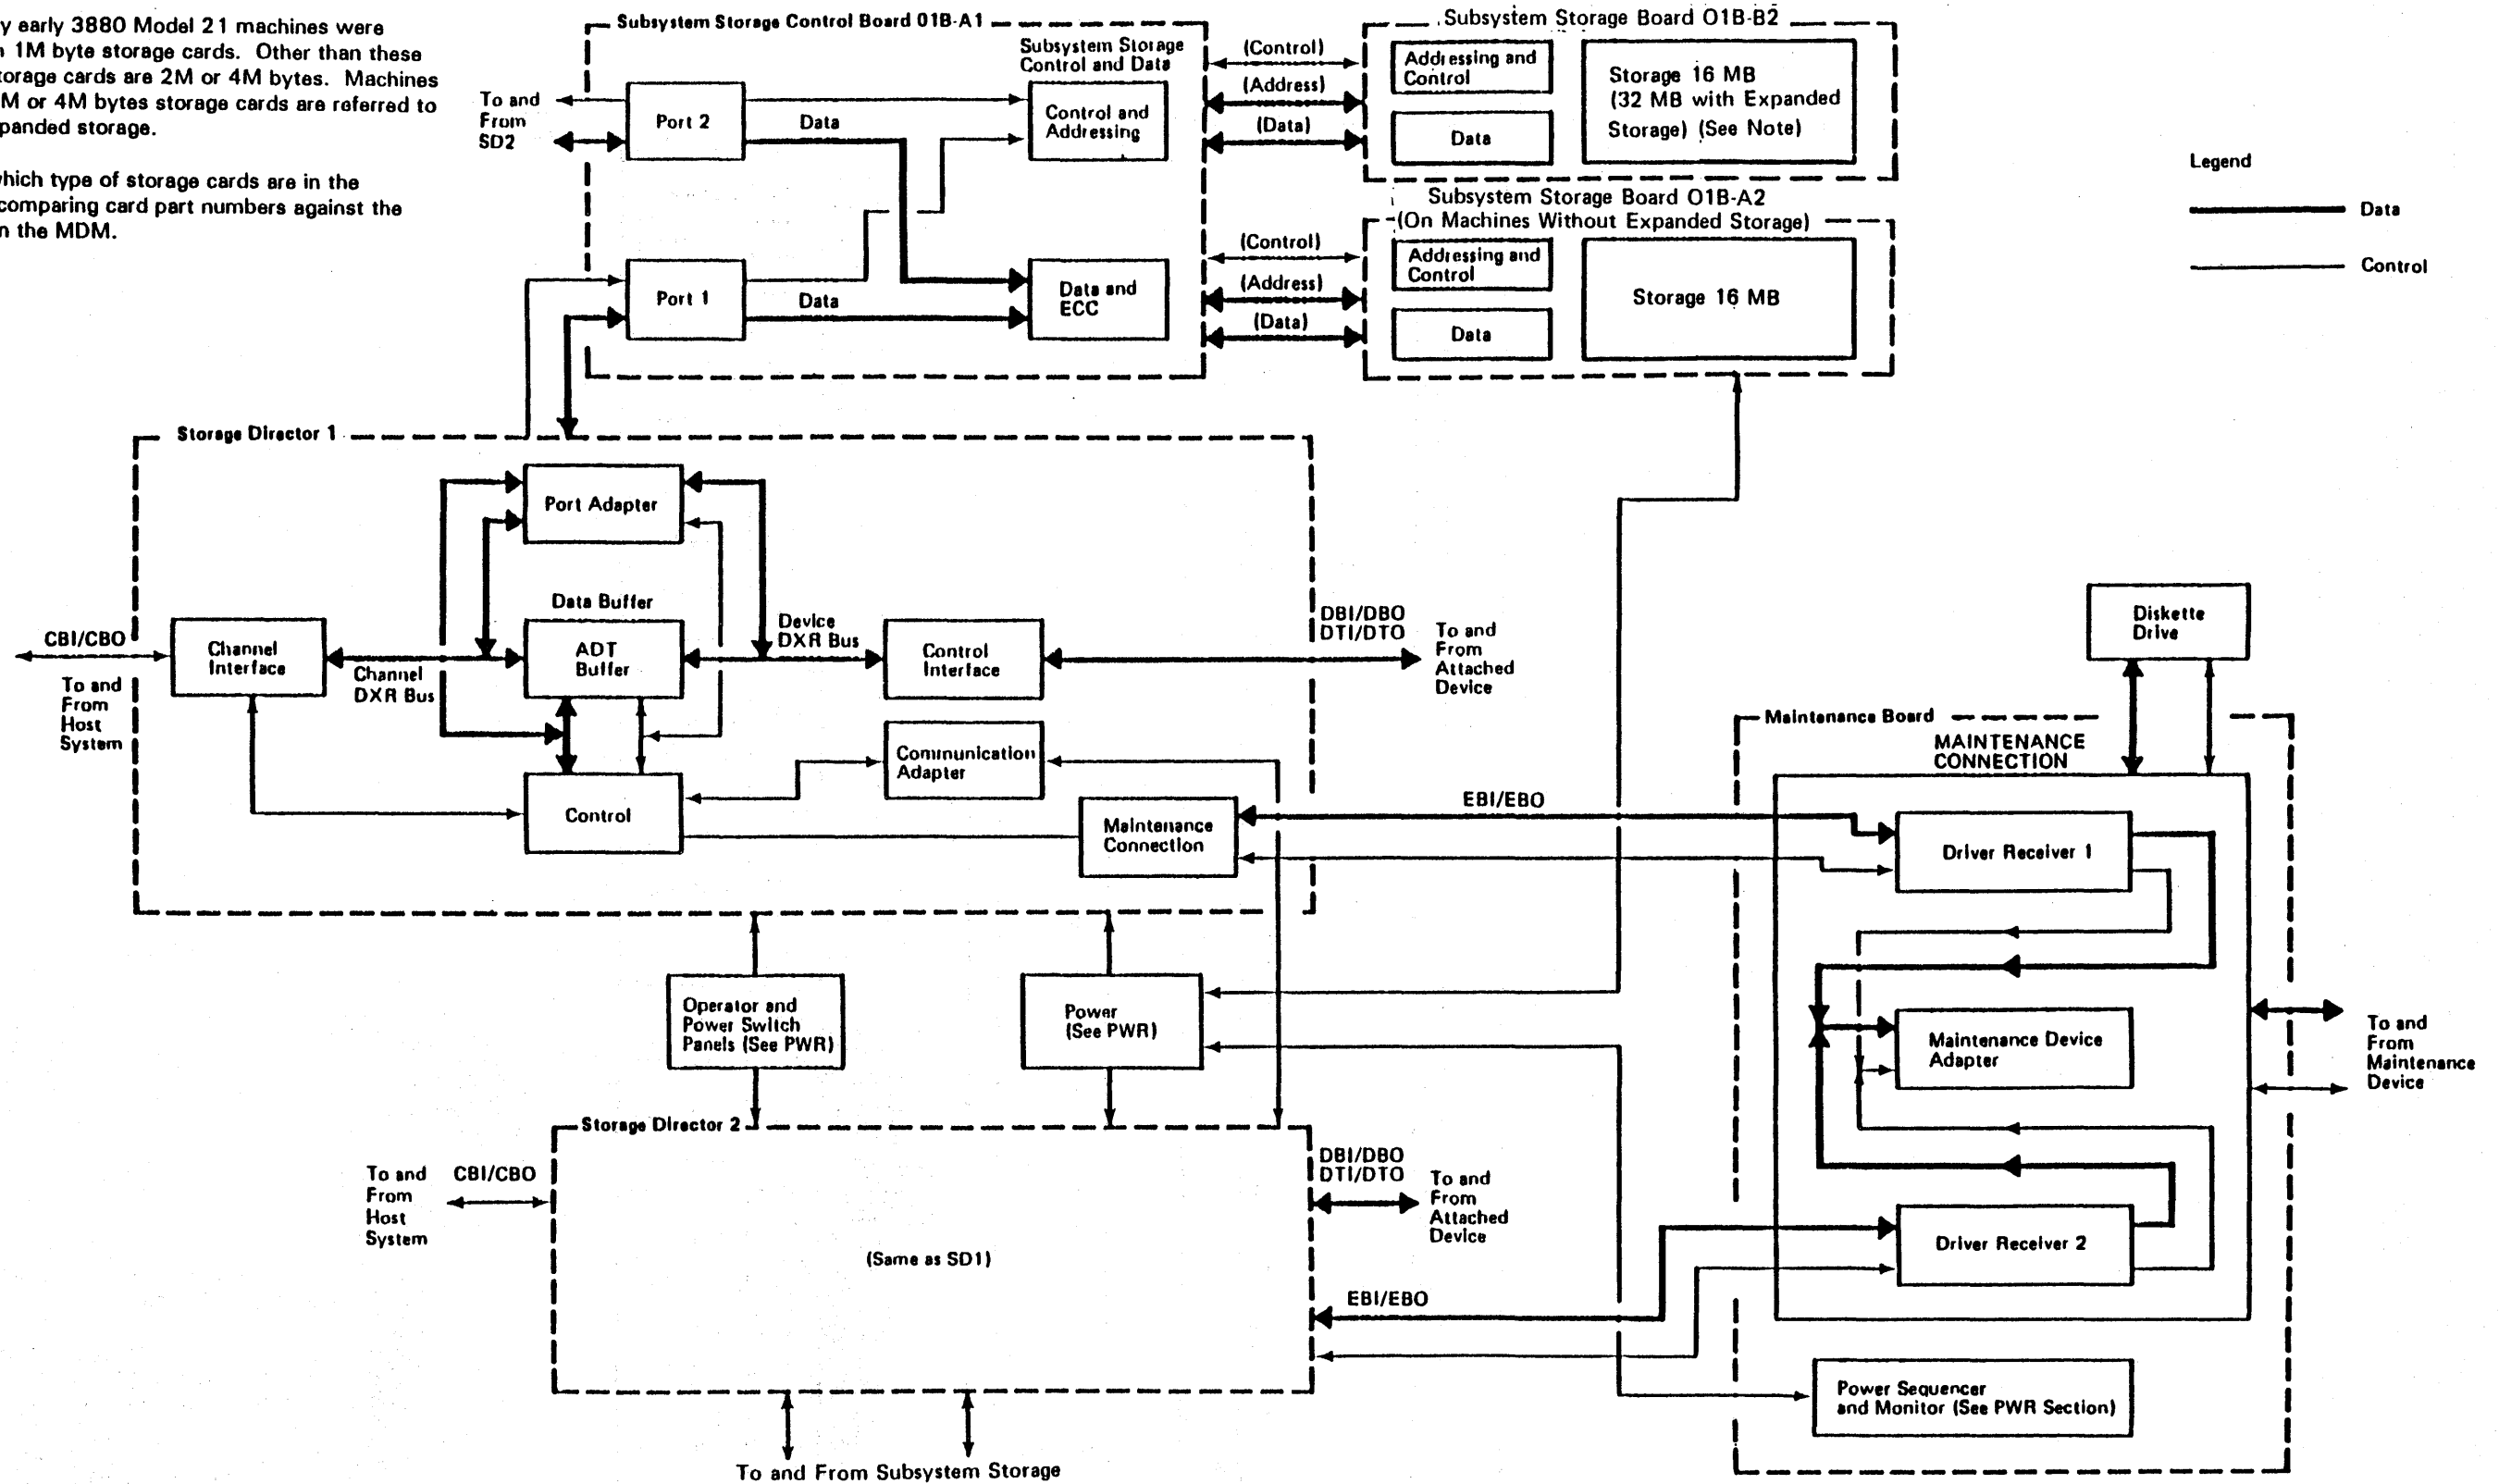 y early 3880 Model 21 machines were
1M byte storage cards. Other than these
torage cards are 2M or 4M bytes. Machines
M or 4M bytes storage cards are referred to
panded storage.
which type of storage cards are in the
comparing card part numbers against the
n the MDM.
Subsystem Storage Control Board 01B-A1
Subsystem Storage
Control and Data
To and
From
SD2
Port 2
Data
Control and
Addressing
Port 1
Data
Data and
ECC
(Control)
(Address)
(Data)
Subsystem Storage Board O1B-B2
Addressing and
Control
Data
Storage 16 MB
(32 MB with Expanded
Storage) (See Note)
Subsystem Storage Board O1B-A2
(On Machines Without Expanded Storage)
(Control)
(Address)
(Data)
Addressing and
Control
Data
Storage 16 MB
Legend
Data
Control
Storage Director 1
Port Adapter
Data Buffer
ADT
Buffer
Device
DXR Bus
Channel
DXR Bus
CBI/CBO
To and
From
Host
System
Channel
Interface
Control
Interface
DBI/DBO
DTI/DTO
To and
From
Attached
Device
Communication
Adapter
Control
Maintenance
Connection
EBI/EBO
Diskette
Drive
Maintenance Board
MAINTENANCE
CONNECTION
Driver Receiver 1
Maintenance Device
Adapter
Driver Receiver 2
To and
From
Maintenance
Device
Power Sequencer
and Monitor (See PWR Section)
Operator and
Power Switch
Panels (See PWR)
Power
(See PWR)
Storage Director 2
To and
From
Host
System
CBI/CBO
(Same as SD1)
DBI/DBO
DTI/DTO
To and
From
Attached
Device
EBI/EBO
To and From Subsystem Storage